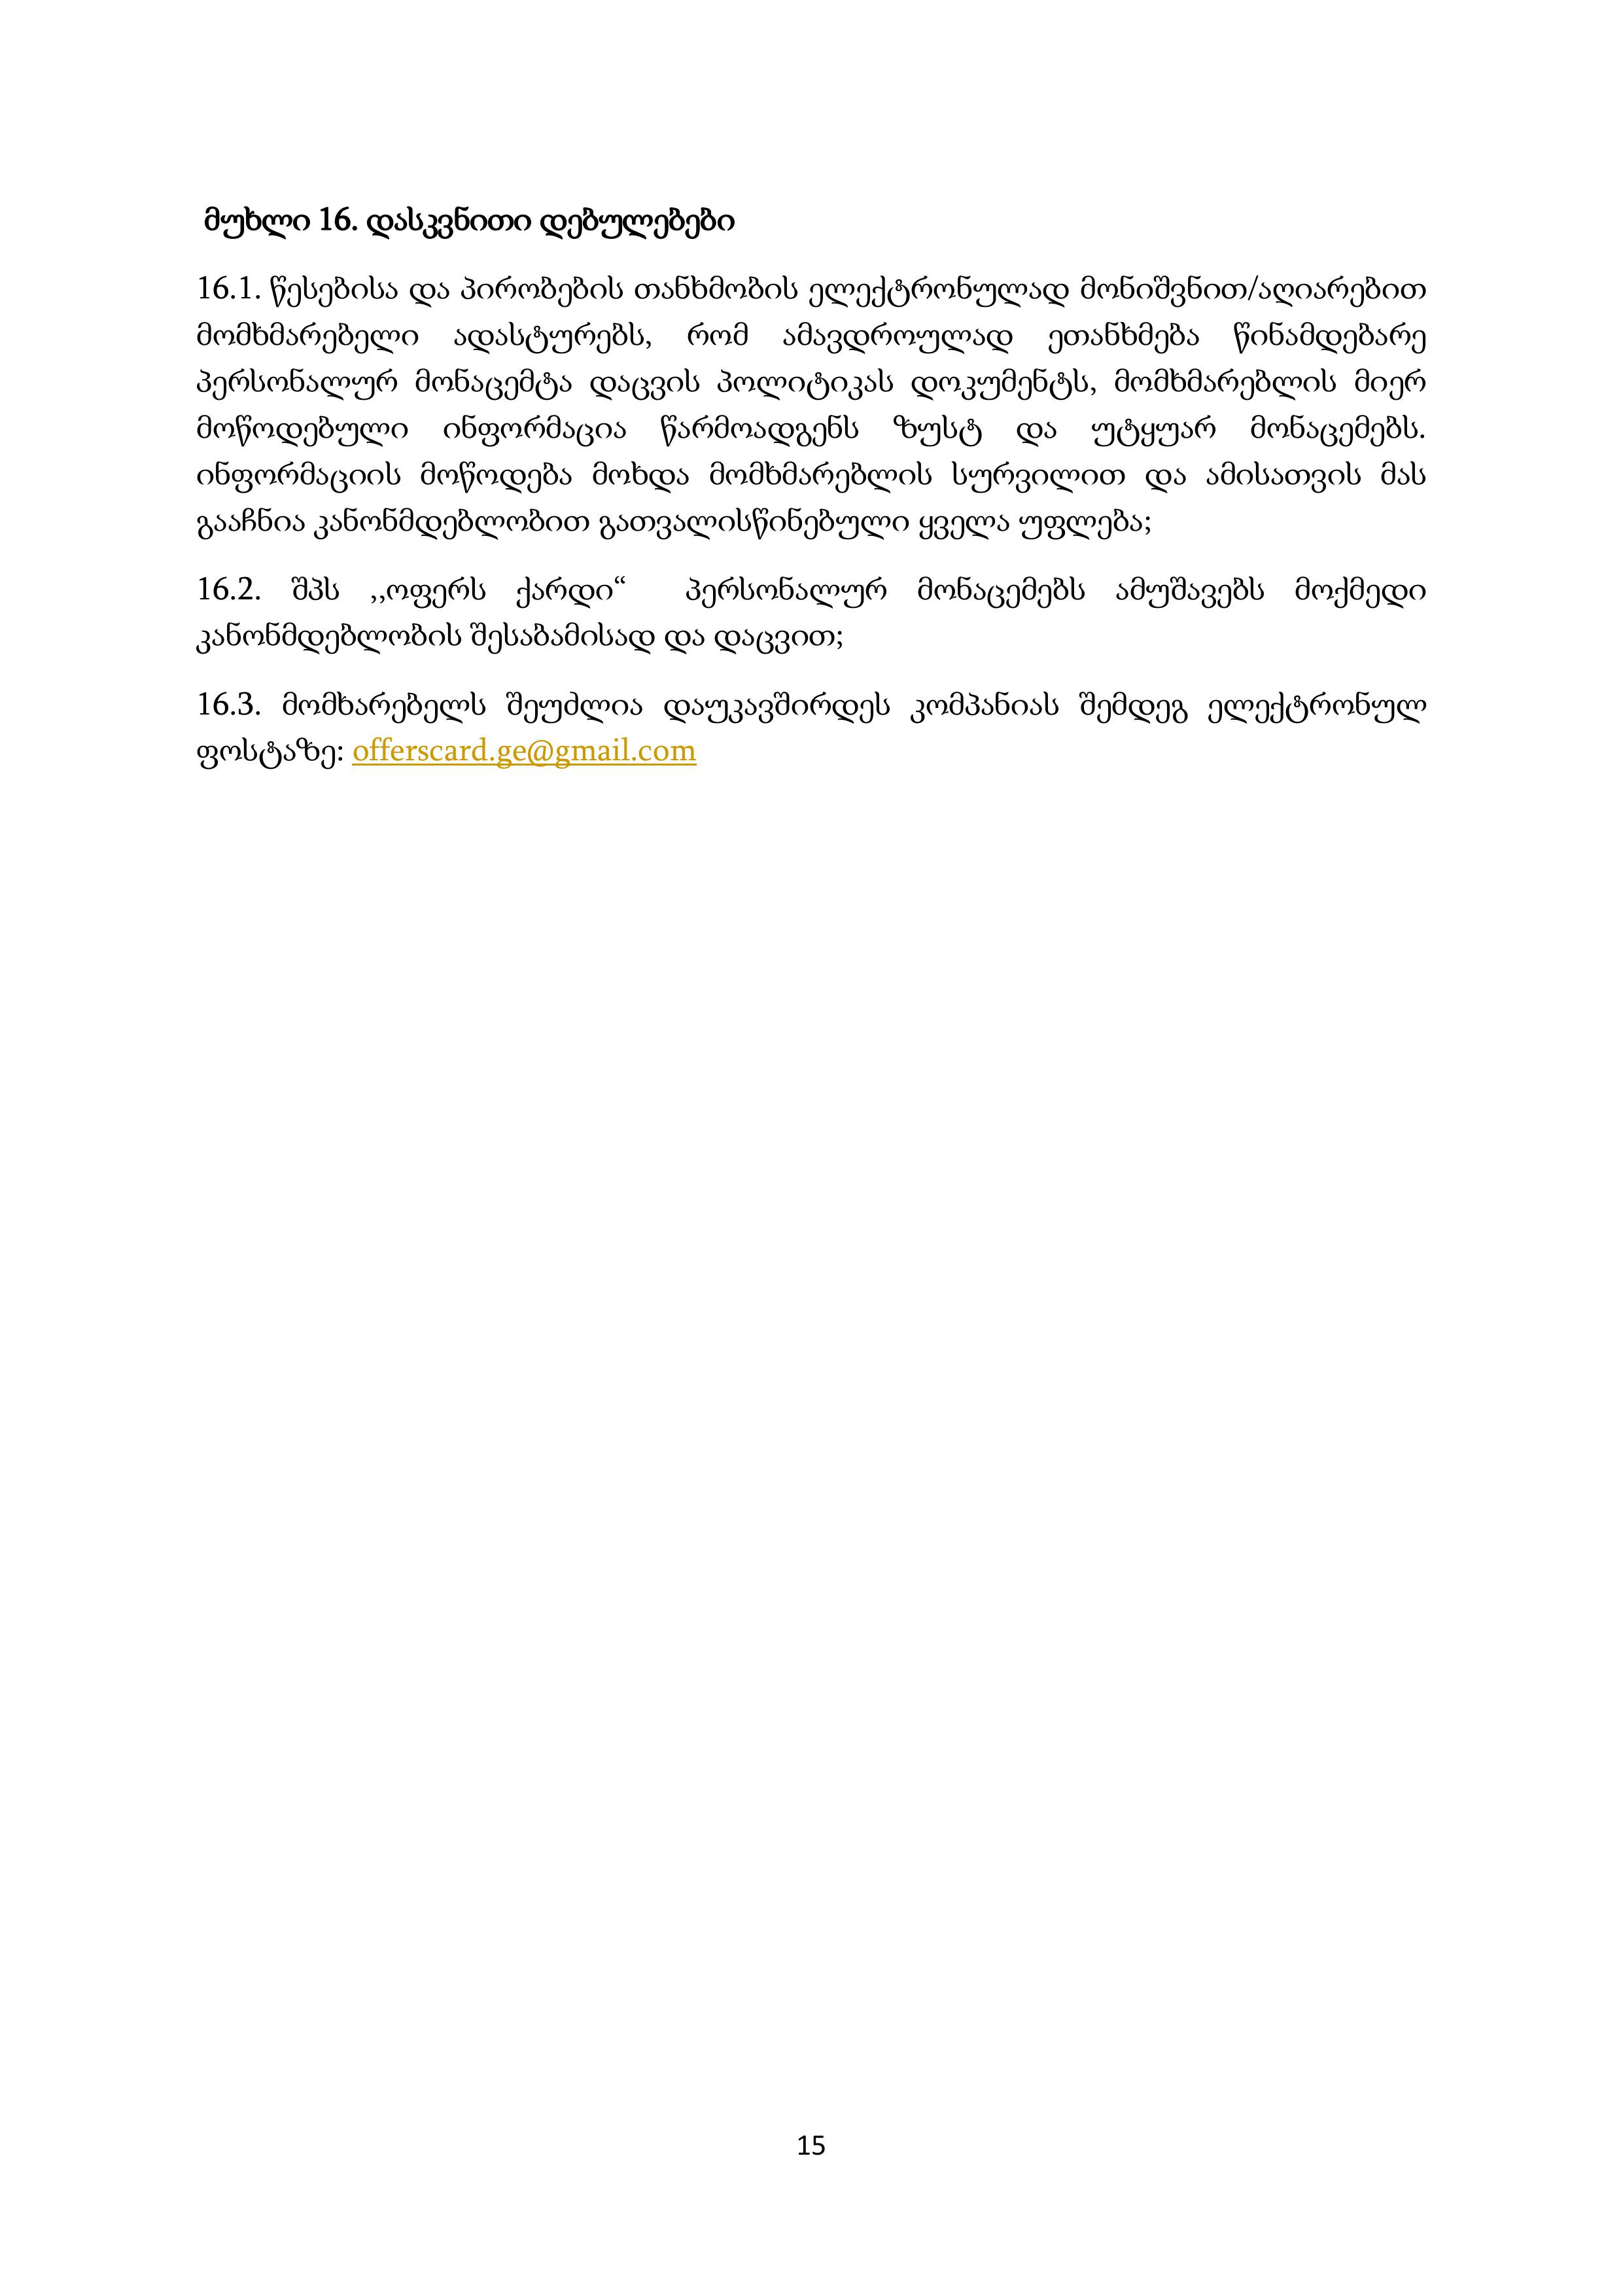 მუხლი 16. დასკვნითი დებულებები
16.1. წესებისა და პირობების თანხმობის ელექტრონულად მონიშვნით/აღიარებით
მომხმარებელი ადასტურებს, რომ ამავდროულად ეთანხმება წინამდებარე
პერსონალურ მონაცემტა დაცვის პოლიტიკას დოკუმენტს, მომხმარებლის მიერ
მოწოდებული ინფორმაცია წარმოადგენს ზუსტ და უტყუარ მონაცემებს.
ინფორმაციის მოწოდება მოხდა მომხმარებლის სურვილით და ამისათვის მას
გააჩნია კანონმდებლობით გათვალისწინებული ყველა უფლება;
16.2. შპს ,,ოფერს ქარდი“ პერსონალურ მონაცემებს ამუშავებს მოქმედი
კანონმდებლობის შესაბამისად და დაცვით;
16.3. მომხარებელს შეუძლია დაუკავშირდეს კომპანიას შემდეგ ელექტრონულ
ფოსტაზე: offerscard.ge@gmail.com
15